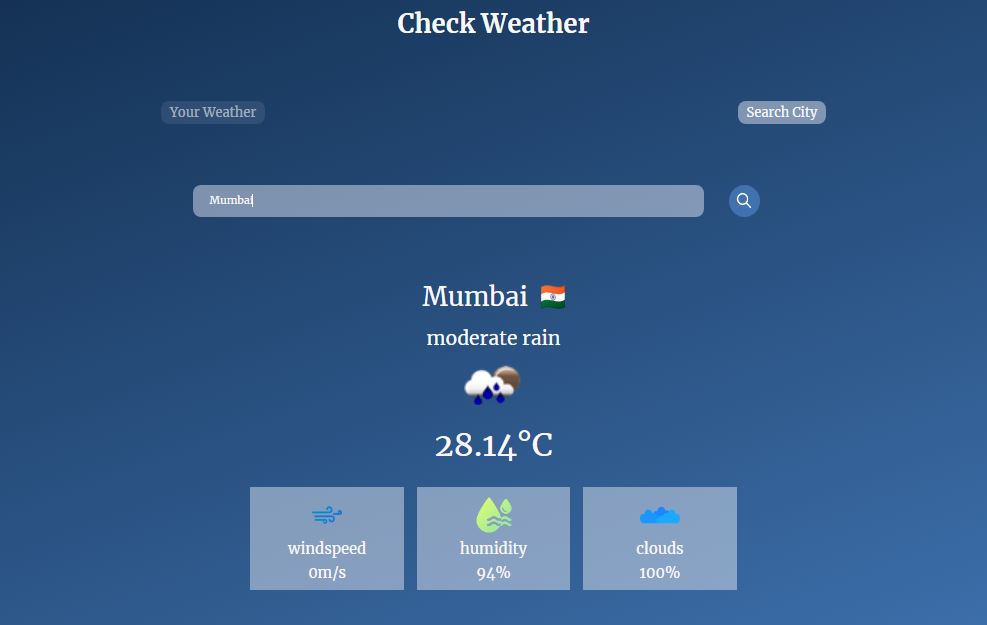 Check Weather
Your Weather Search City
Mumbai
Mumbai
moderate rain
28.14°C
windspeed humidity clouds
0m/s 94% 100%